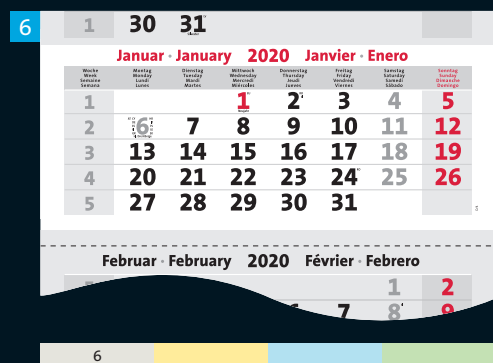 6
1 30 31
Januar · January 2020 Janvier · Enero
Woche Montag Dienstag Mittwoch Donnerstag Freitag Samstag Sonntag
Week Monday Tuesday Wednesday Thursday Friday Saturday Sunday
Semaine Lundi Mardi Mercredi Jeudi Vendredi Samedi Dimanche
Semana Lunes Martes Miércoles Jueves Viernes Sábado Domingo
1 1 2 3 4 5
2 6 7 8 9 10 11 12
3 13 14 15 16 17 18 19
4 20 21 22 23 24 25 26
5 27 28 29 30 31
Februar · February 2020 Février · Febrero
1 2
7 8 9
6